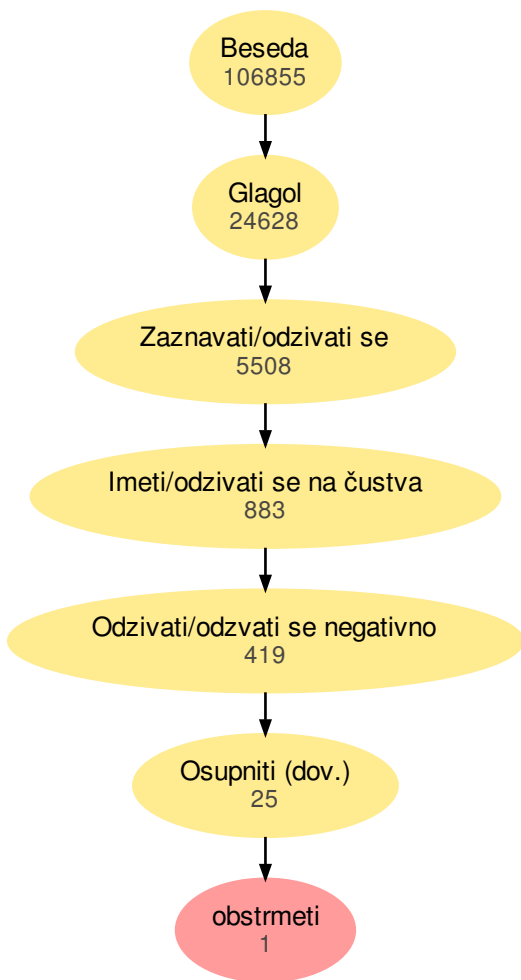 Beseda
106855
Glagol
24628
Zaznavati/odzivati se
5508
Imeti/odzivati se na čustva
883
Odzivati/odzvati se negativno
419
Osupniti (dov.)
25
obstrmeti
1